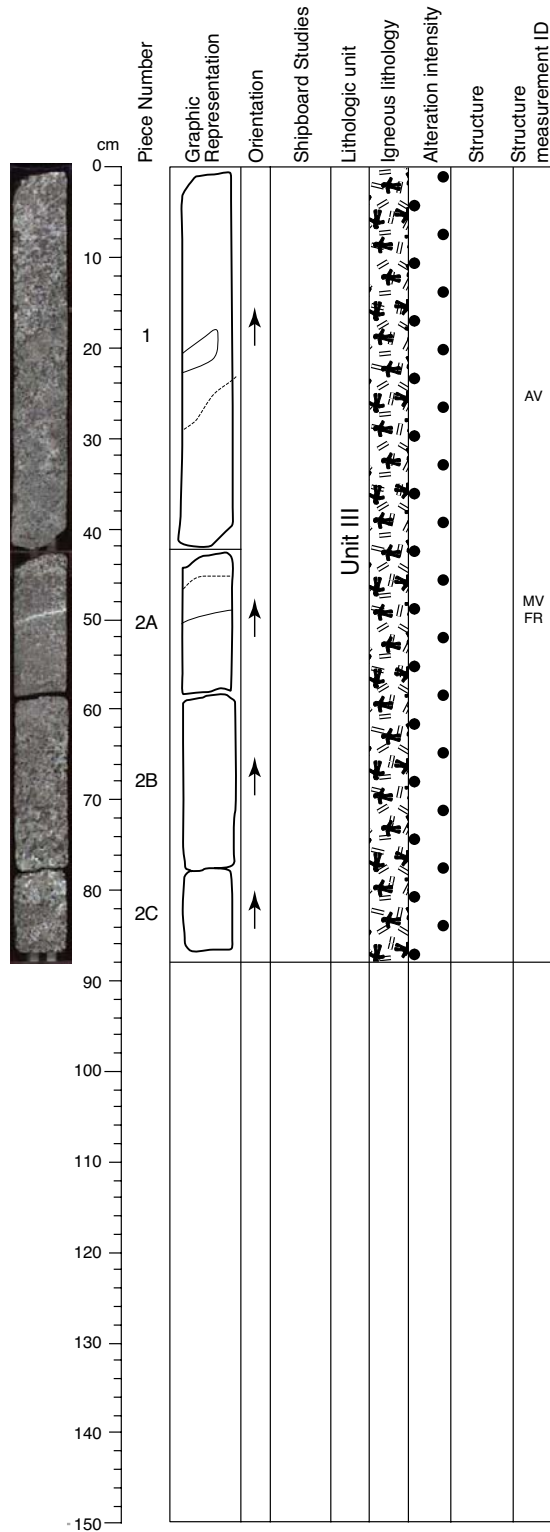 cm
Piece Number
Graphic
Representation
Orientation
Shipboard Studies
Lithologic unit
Igneous lithology
Alteration intensity
Structure
Structure
measurement ID
0
10
20
30
40
50
60
70
80
90
100
110
120
130
140
150
1
2A
2B
2C
Unit III
AV
MV
FR